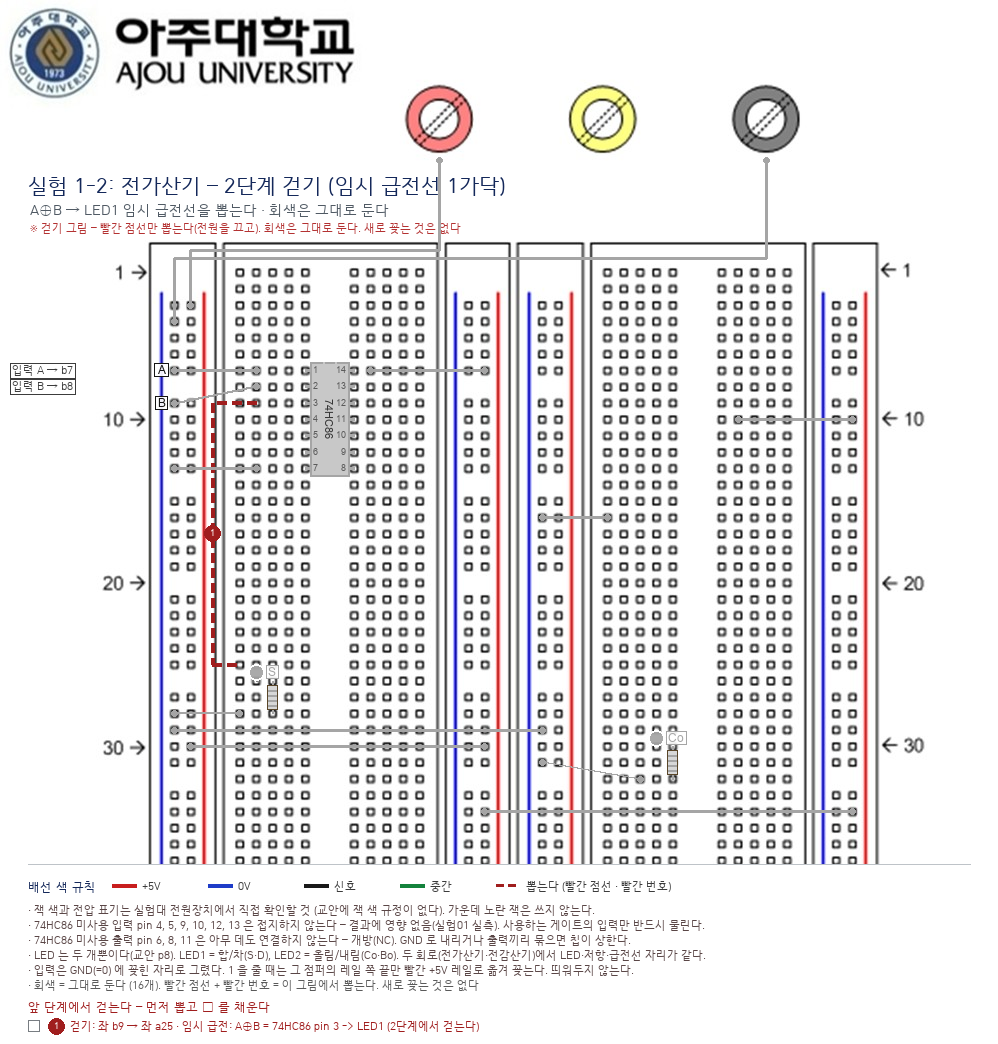 아주대학교
AJOU UNIVERSITY
아주대학교
1973
AJOU UNIVERSITY
실험 1-2: 전가산기 – 2단계 걷기 (임시 급전선 1가닥)
A⊕B → LED1 임시 급전선을 뽑는다 · 회색은 그대로 둔다
※ 걷기 그림 – 빨간 점선만 뽑는다(전원을 끄고). 회색은 그대로 둔다. 새로 꽂는 것은 없다
1 →
← 1
입력 A → b7
입력 B → b8
A
B
1 14
2 13
3 12
4 11
5 10
6 9
7 8
74HC86
10 →
← 10
1
20 →
← 20
S
Co
30 →
← 30
배선 색 규칙 +5V 0V 신호 중간 뽑는다 (빨간 점선 · 빨간 번호)
· 잭 색과 전압 표기는 실험대 전원장치에서 직접 확인할 것 (교안에 잭 색 규정이 없다). 가운데 노란 잭은 쓰지 않는다.
· 74HC86 미사용 입력 pin 4, 5, 9, 10, 12, 13 은 접지하지 않는다 – 결과에 영향 없음(실험01 실측). 사용하는 게이트의 입력만 반드시 물린다.
· 74HC86 미사용 출력 pin 6, 8, 11 은 아무 데도 연결하지 않는다 – 개방(NC). GND 로 내리거나 출력끼리 묶으면 칩이 상한다.
· LED 는 두 개뿐이다(교안 p8). LED1 = 합/차(S·D), LED2 = 올림/내림(Co·Bo). 두 회로(전가산기·전감산기)에서 LED·저항·급전선 자리가 같다.
· 입력은 GND(=0) 에 꽂힌 자리로 그렸다. 1 을 줄 때는 그 점퍼의 레일 쪽 끝만 빨간 +5V 레일로 옮겨 꽂는다. 띄워두지 않는다.
· 회색 = 그대로 둔다 (16개). 빨간 점선 + 빨간 번호 = 이 그림에서 뽑는다. 새로 꽂는 것은 없다
앞 단계에서 걷는다 – 먼저 뽑고 □ 를 채운다
□ 1 걷기: 좌 b9 → 좌 a25 · 임시 급전: A⊕B = 74HC86 pin 3 -> LED1 (2단계에서 걷는다)